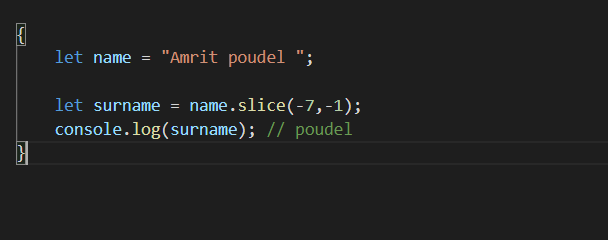 {
    let name = "Amrit poudel ";
    let surname = name.slice(-7,-1);
    console.log(surname); // poudel
}